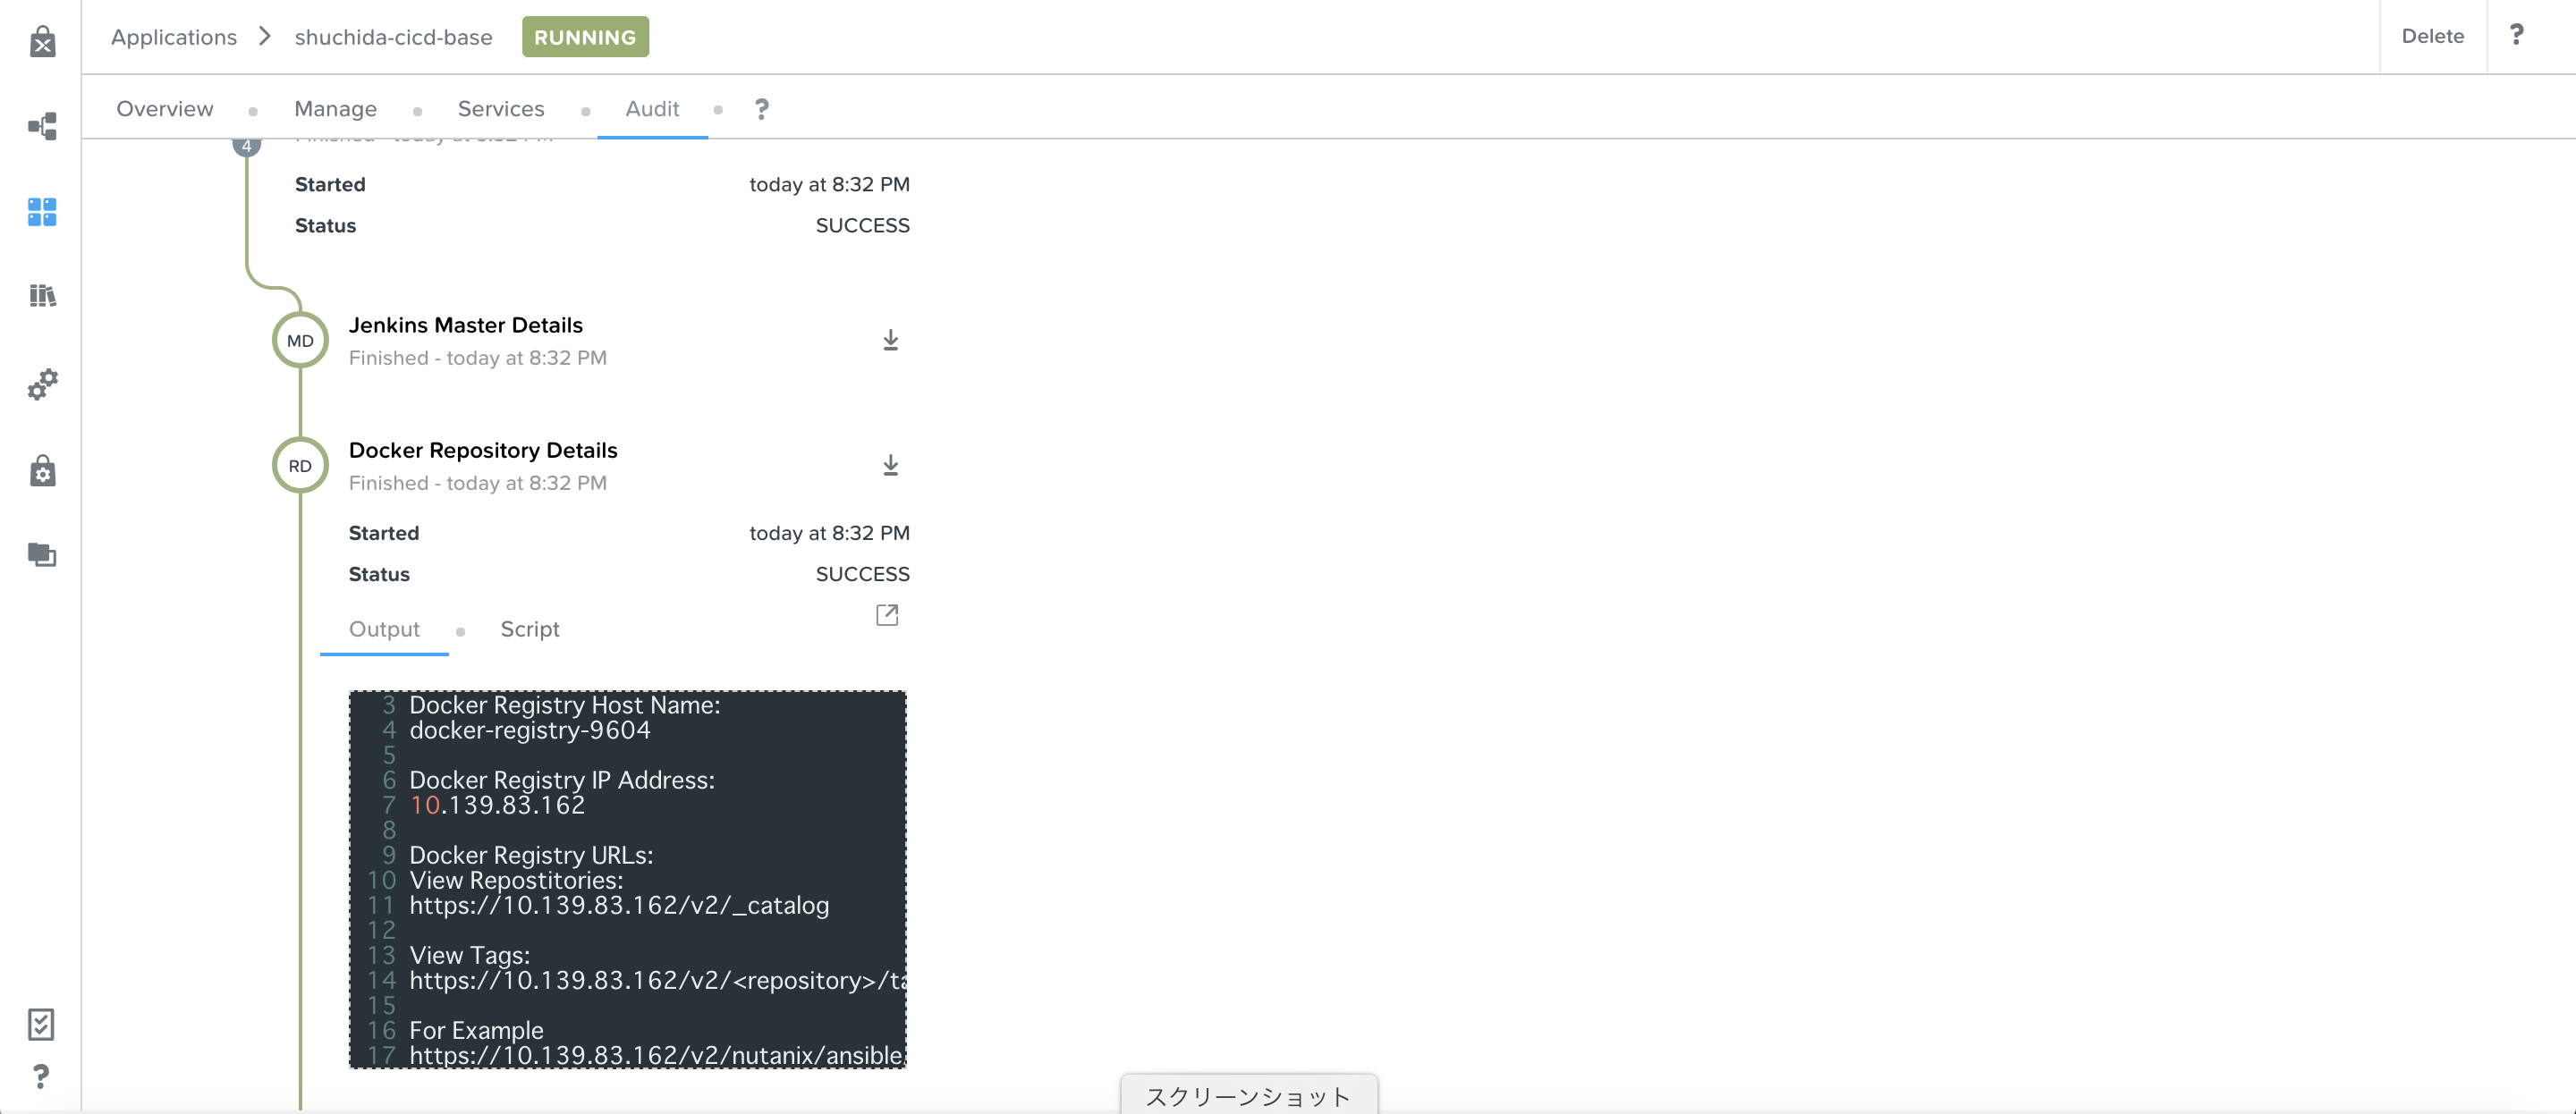 Applications > shuchida-cicd-base RUNNING Delete ?
Overview Manage Services Audit ?
4
Started today at 8:32 PM
Status SUCCESS
MD Jenkins Master Details
Finished - today at 8:32 PM
RD Docker Repository Details
Finished - today at 8:32 PM
Started today at 8:32 PM
Status SUCCESS
Output Script
3 Docker Registry Host Name:
4 docker-registry-9604
5
6 Docker Registry IP Address:
7 10.139.83.162
8
9 Docker Registry URLs:
10 View Repostitories:
11 https://10.139.83.162/v2/_catalog
12
13 View Tags:
14 https://10.139.83.162/v2/<repository>/ta
15
16 For Example
17 https://10.139.83.162/v2/nutanix/ansible
?
スクリーンショット